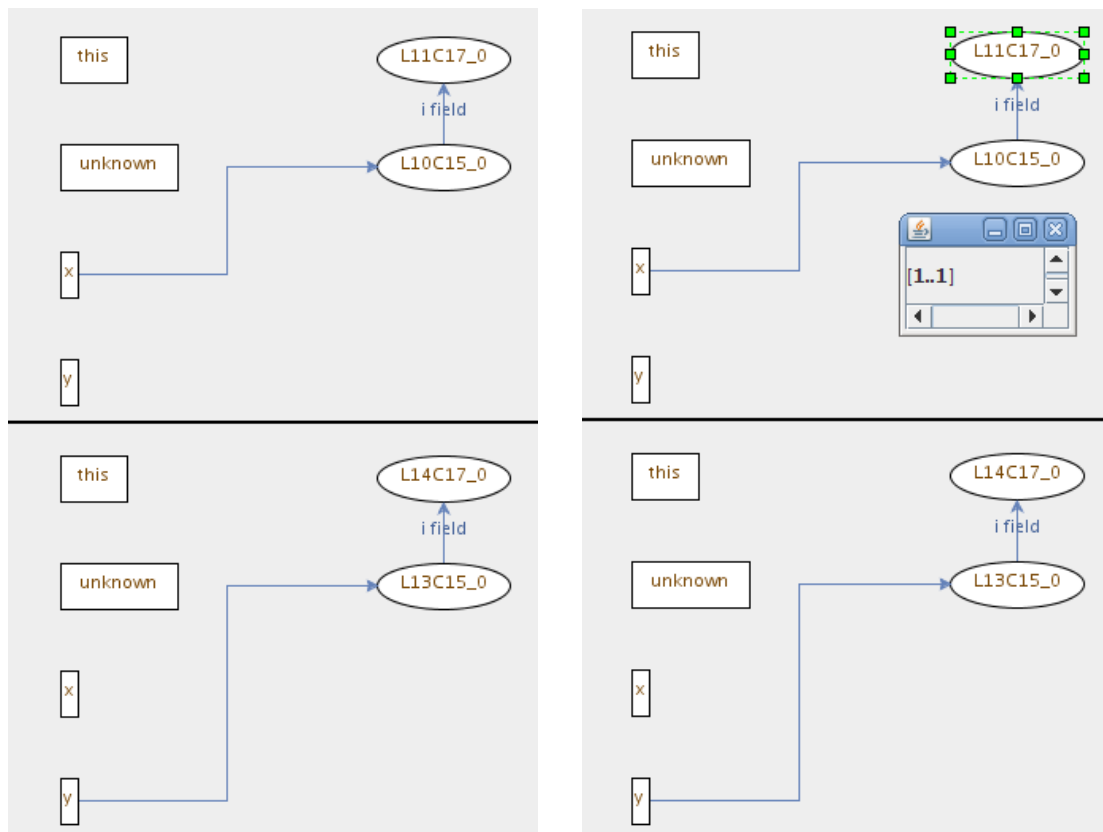 this
L11C17_0
i field
unknown
L10C15_0
x
y
this
L14C17_0
i field
unknown
L13C15_0
x
y
this
L11C17_0
i field
unknown
L10C15_0
x
[1..1]
y
this
L14C17_0
i field
unknown
L13C15_0
x
y